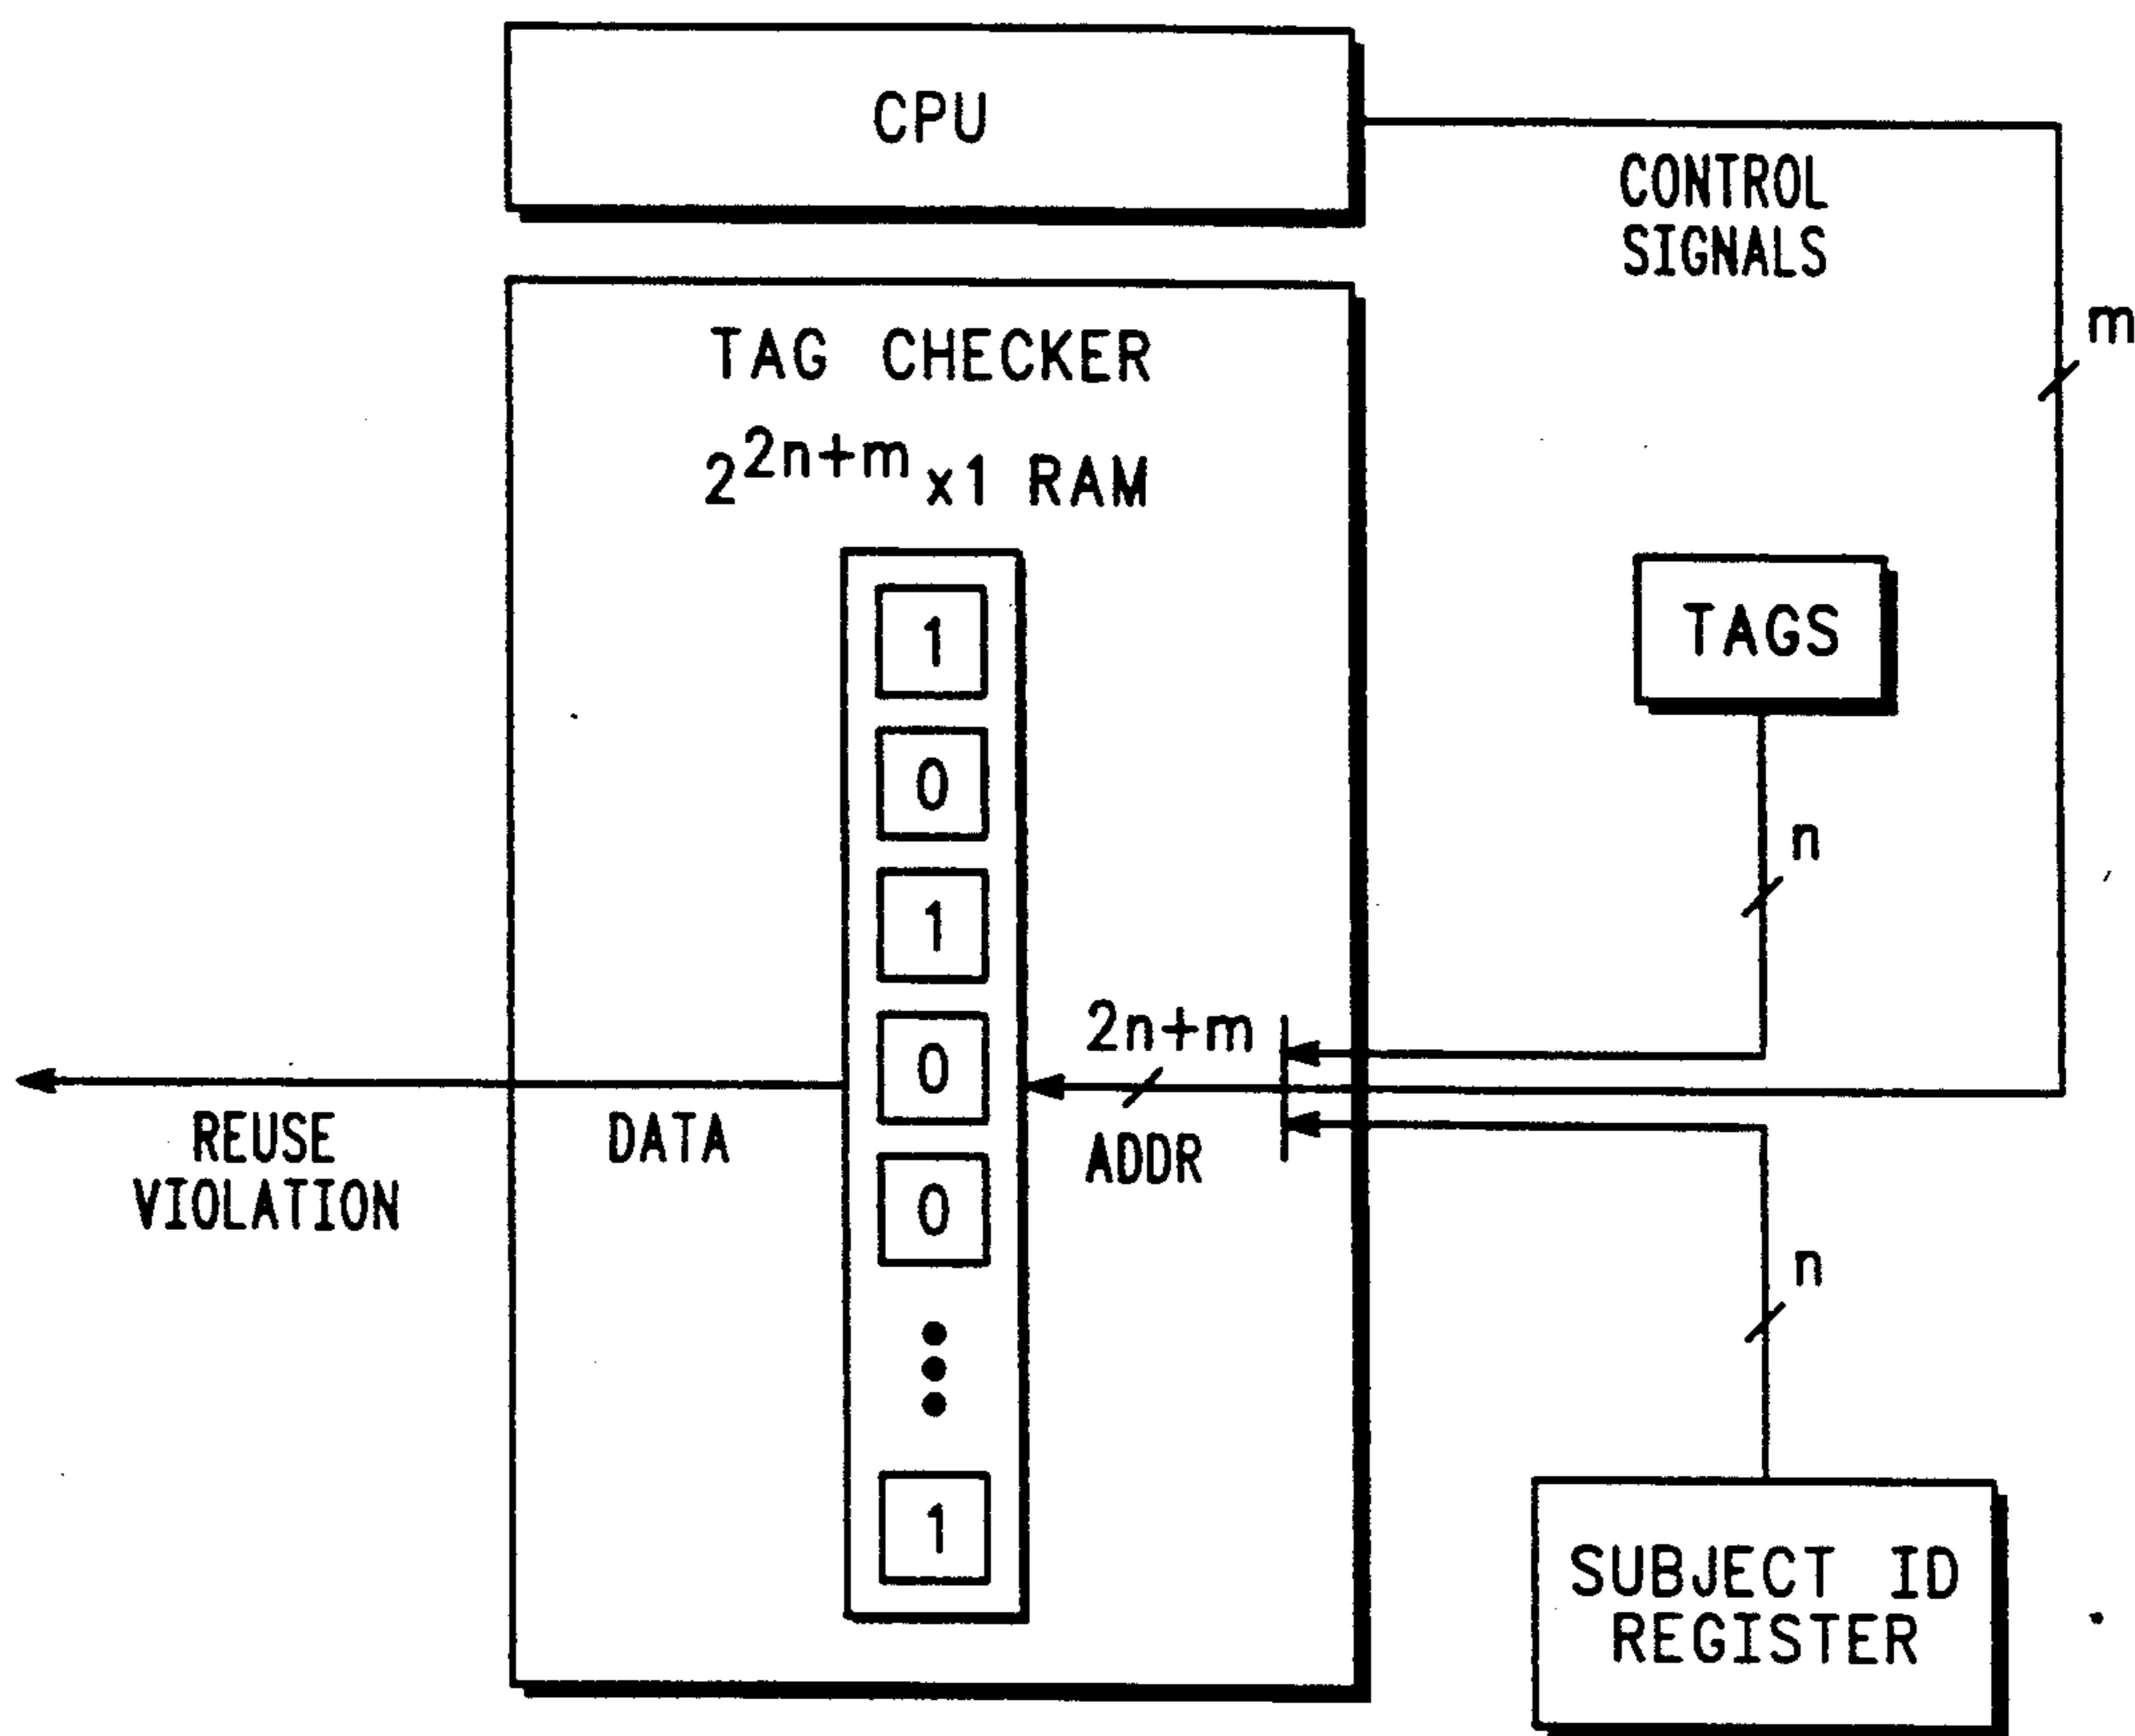 CPU
CONTROL
SIGNALS
m
TAG CHECKER
2^{2n+m} x1 RAM
1
TAGS
0
n
1
2n+m
0
REUSE
VIOLATION
DATA
ADDR
0
n
1
SUBJECT ID
REGISTER